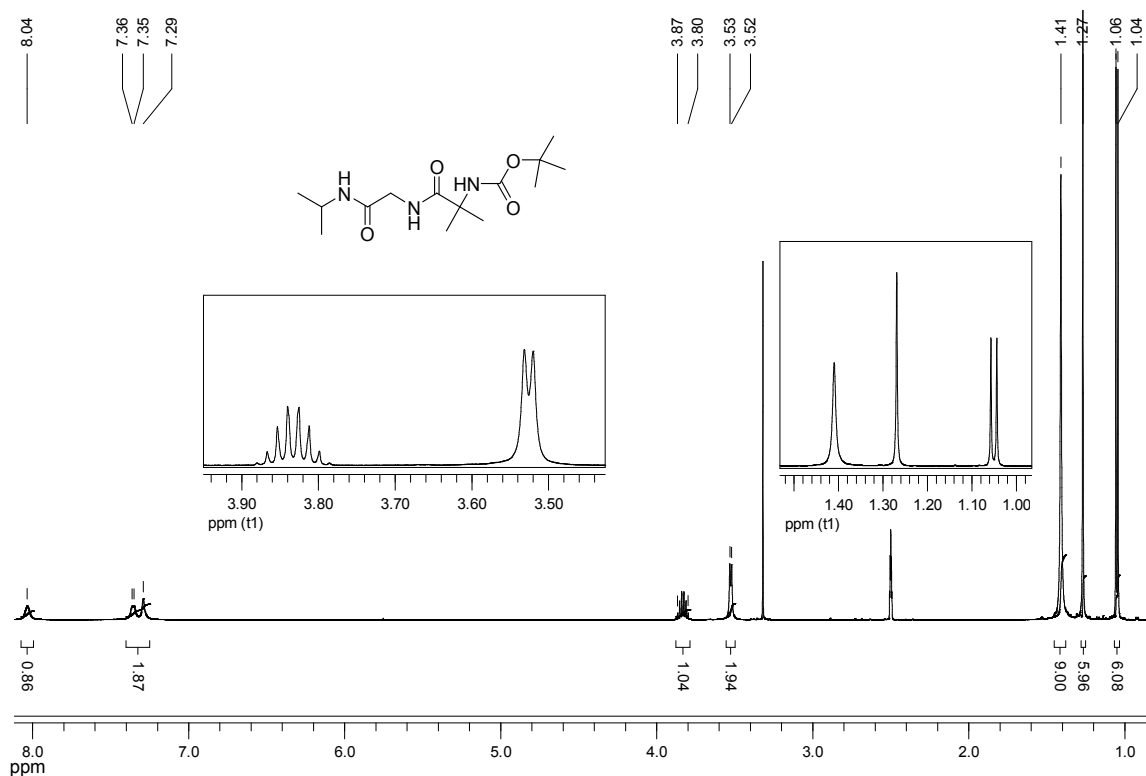 8.04 7.36 7.35 7.29 3.87 3.80 3.53 3.52 1.41 1.27 1.06 1.04
O
O
H
N
O
NH
N
H
O
O
3.90 3.80 3.70 3.60 3.50
ppm (t1)
1.40 1.30 1.20 1.10 1.00
ppm (t1)
0.86 1.87 1.04 1.94 9.00 5.96 6.08
8.0 7.0 6.0 5.0 4.0 3.0 2.0 1.0
ppm